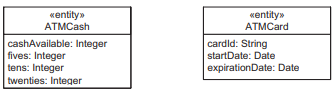 «entity»
ATMCash
cashAvailable: Integer
fives: Integer
tens: Integer
twenties: Integer
«entity»
ATMCard
cardId: String
startDate: Date
expirationDate: Date